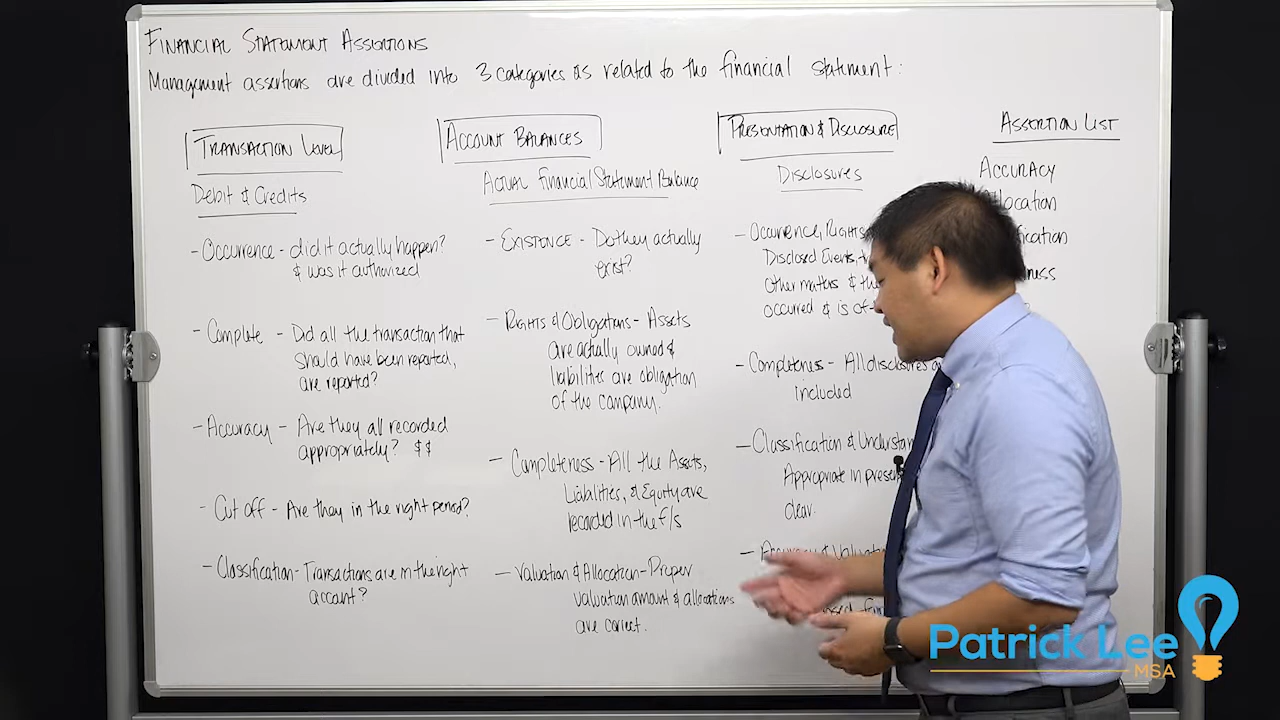 FINANCIAL STATEMENT ASSERTIONS
Management assertions are divided into 3 categories as related to the financial statement:
TRANSACTION LEVEL
Debit & Credits
- Occurrence - did it actually happen?
& was it authorized
- Complete - Did all the transaction that
should have been reported,
are reported?
- Accuracy - Are they all recorded
appropriately? $$
- Cut off - Are they in the right period?
- Classification - Transactions are in the right
account?
ACCOUNT BALANCES
Actual Financial Statement Balance
- EXISTENCE - Do they actually
exist?
- RIGHTS & Obligations - Assets
are actually owned &
liabilities are obligation
of the company.
- Completeness - All the Assets,
Liabilities, & Equity are
recorded in the f/s
- Valuation & Allocation - Proper
valuation amount & allocations
are correct.
PRESENTATION & DISCLOSURE
Disclosures
- Occurrence, Rights
Disclosed Events,
Other matters &
occurred & is
- Completeness - All disclosures
included
- Classification &
Appropriate in
clear.
ASSERTION LIST
ACCURACY
Patrick Lee
MSA